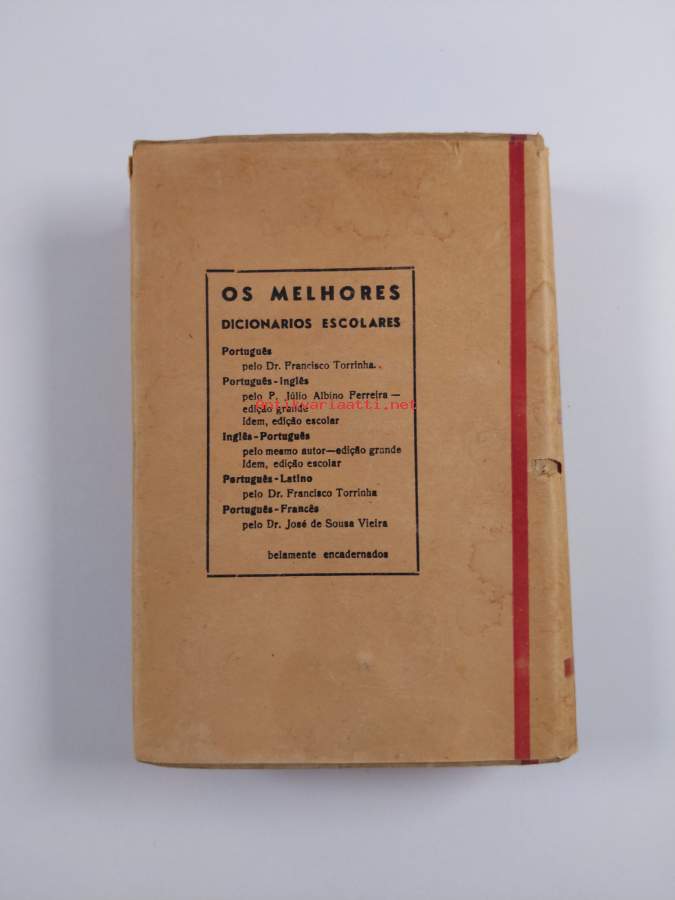 OS MELHORES
DICIONARIOS ESCOLARES
Português
pelo Dr. Francisco Torrinha.
Português-Inglês
pelo P. Júlio Albino Ferreira —
antikvariaatti.net
edição grande
Idem, edição escolar
Inglês-Português
pelo mesmo autor—edição grande
Idem, edição escolar
Português-Latino
pelo Dr. Francisco Torrinha
Português-Francês
pelo Dr. José de Sousa Vieira
belamente encadernados